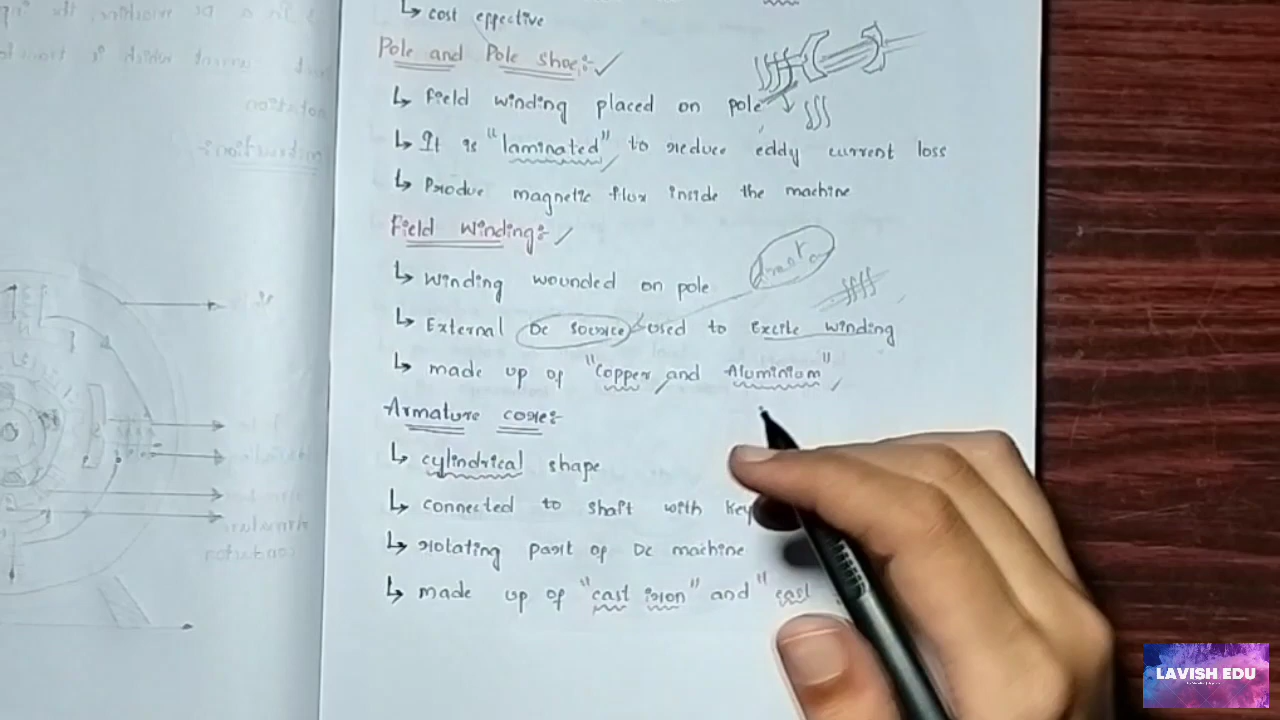 ↳ cost effective
Pole and Pole shoe:- ✓
↳ field winding placed on pole
↳ It is "laminated" to reduce eddy current loss
↳ Produe magnetic flux inside the machine
Field winding:-
↳ winding wounded on pole
↳ External DC source used to excite winding
↳ made up of "copper and Aluminium"
Armature core:-
↳ cylindrical shape
↳ connected to shaft with key
↳ rotating part of DC machine
↳ made up of "cast iron" and "cast
LAVISH EDU